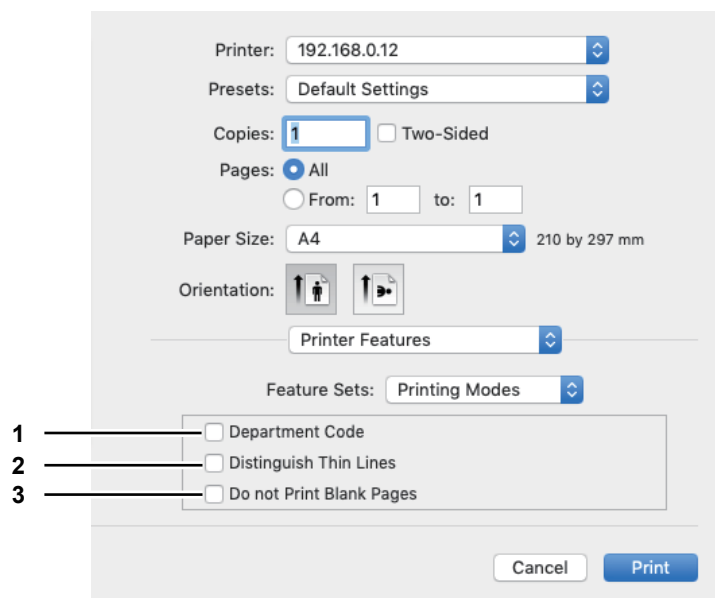 Printer: 192.168.0.12
Presets: Default Settings
Copies: 1 Two-Sided
Pages: All
From: 1 to: 1
Paper Size: A4 210 by 297 mm
Orientation:
Printer Features
Feature Sets: Printing Modes
1 Department Code
2 Distinguish Thin Lines
3 Do not Print Blank Pages
Cancel Print